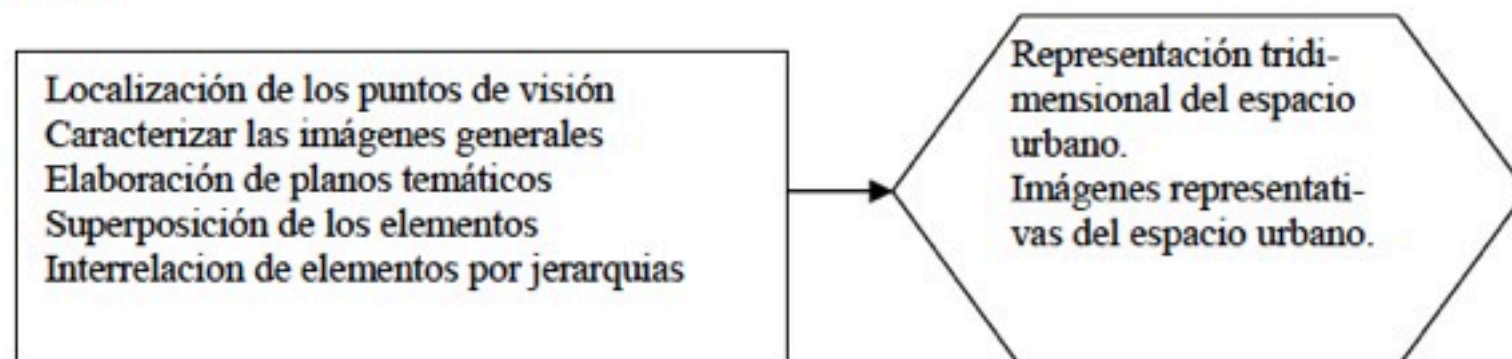 Localización de los puntos de visión
Caracterizar las imágenes generales
Elaboración de planos temáticos
Superposición de los elementos
Interrelacion de elementos por jerarquias
Representación tridi-
mensional del espacio
urbano.
Imágenes representati-
vas del espacio urbano.